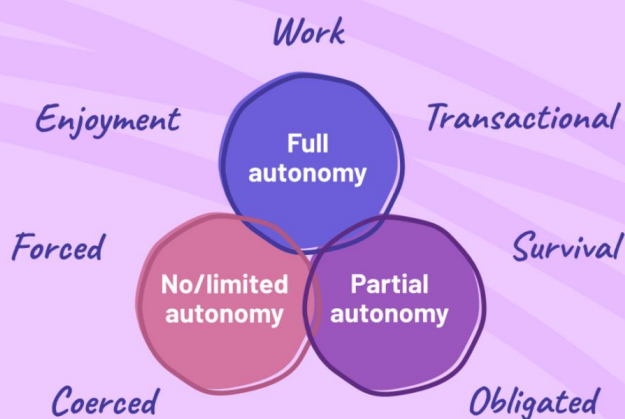 Work
Enjoyment
Transactional
Full
autonomy
Forced
Survival
No/limited
autonomy
Partial
autonomy
Coerced
Obligated